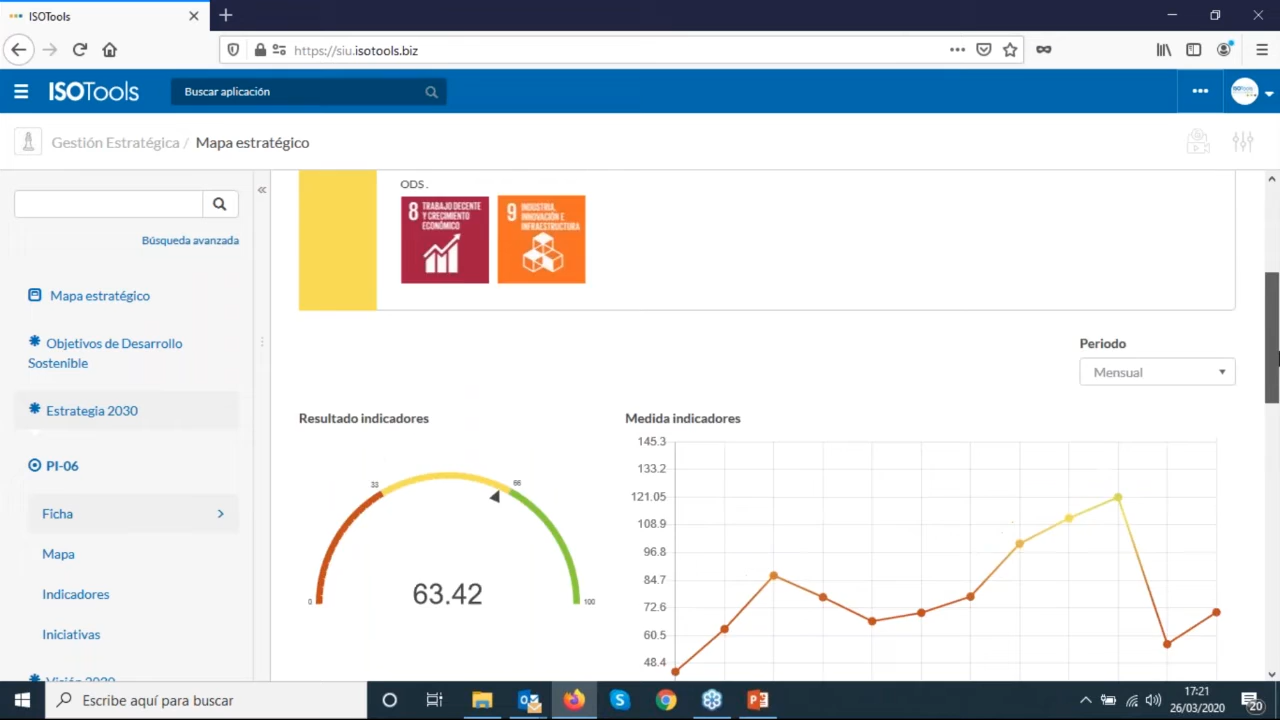 ISOTools
https://siu.isotools.biz
ISOTools
Buscar aplicación
Gestión Estratégica / Mapa estratégico
Búsqueda avanzada
Mapa estratégico
Objetivos de Desarrollo
Sostenible
Estrategia 2030
PI-06
Ficha
Mapa
Indicadores
Iniciativas
Visión 2020
ODS .
8 TRABAJO DECENTE
Y CRECIMIENTO
ECONÓMICO
9 INDUSTRIA,
INNOVACIÓN E
INFRAESTRUCTURA
Periodo
Mensual
Resultado indicadores
33
66
0
100
63.42
Medida indicadores
145.3
133.2
121.05
108.9
96.8
84.7
72.6
60.5
48.4
Escribe aquí para buscar
17:21
26/03/2020
20